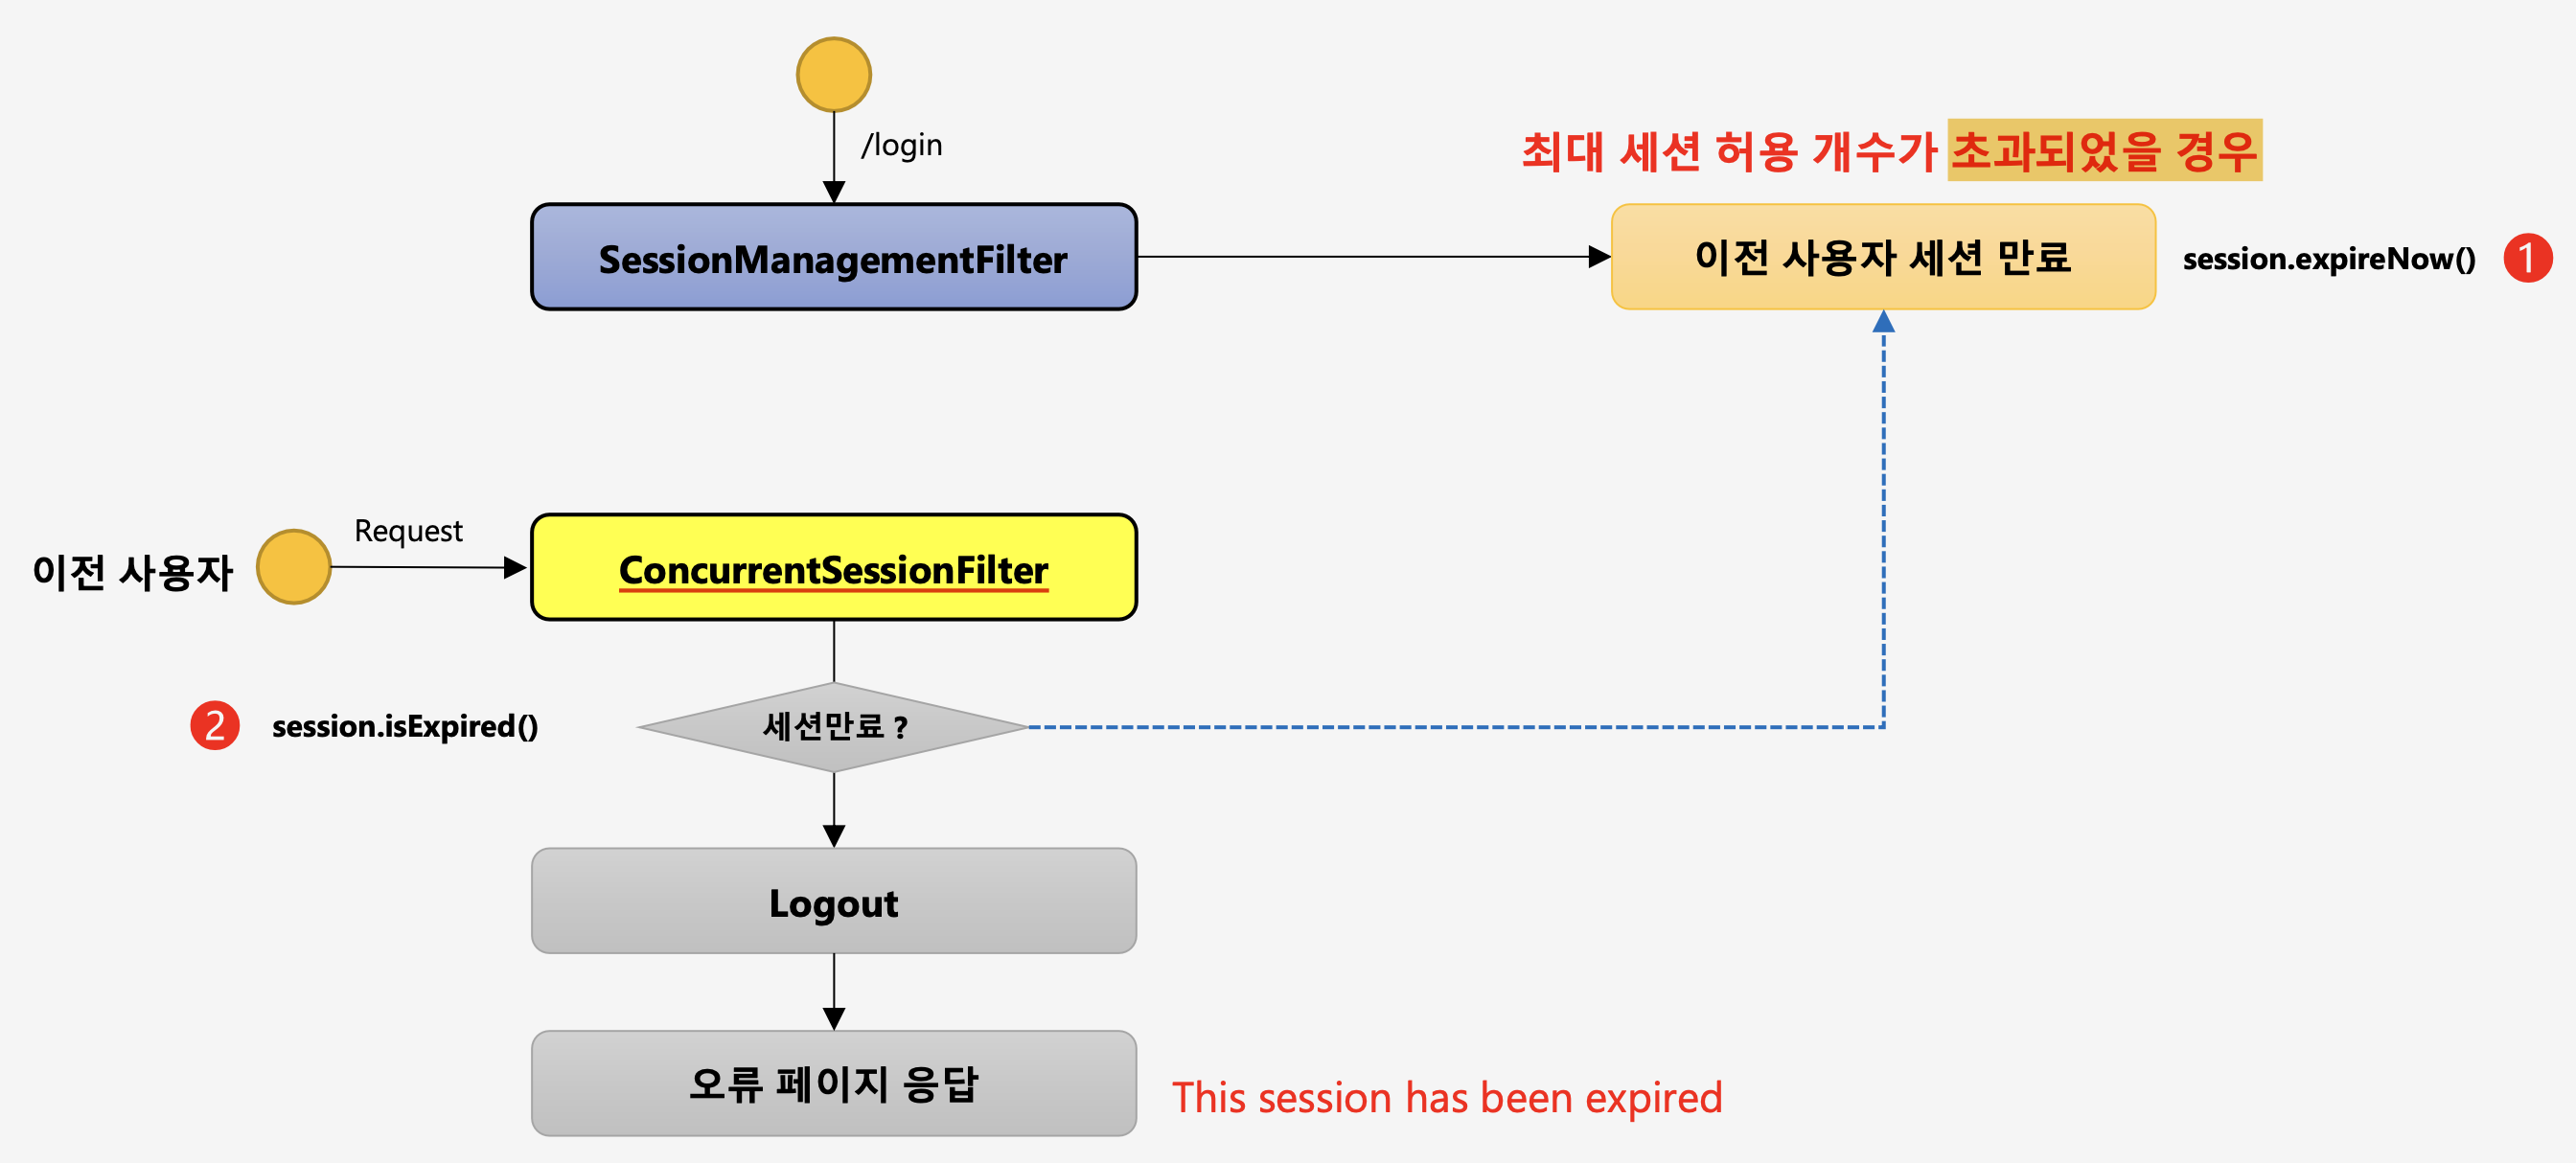 /login
최대 세션 허용 개수가 초과되었을 경우
SessionManagementFilter
이전 사용자 세션 만료
session.expireNow()
1
이전 사용자
Request
ConcurrentSessionFilter
2
session.isExpired()
세션만료 ?
Logout
오류 페이지 응답
This session has been expired